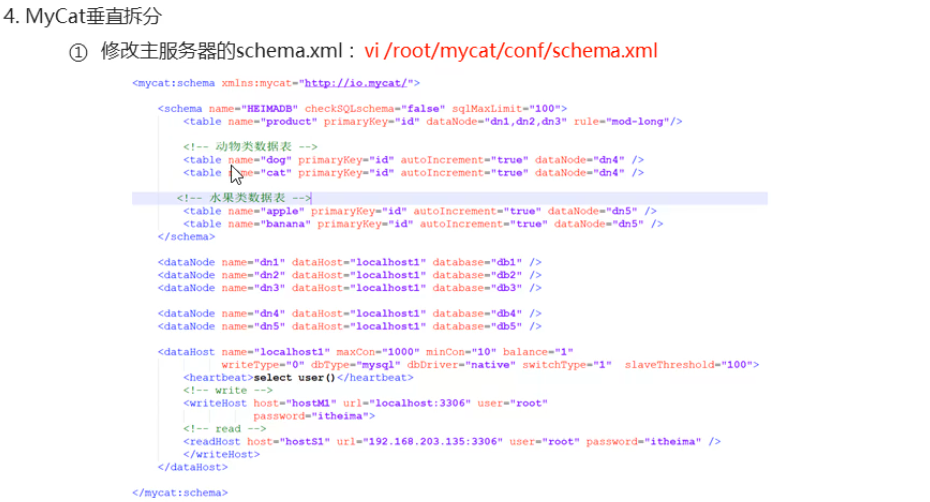 4. MyCat垂直拆分
① 修改主服务器的schema.xml： vi /root/mycat/conf/schema.xml
<mycat:schema xmlns:mycat="http://io.mycat/">
<schema name="HEIMADB" checkSQLschema="false" sqlMaxLimit="100">
<table name="product" primaryKey="id" dataNode="dn1,dn2,dn3" rule="mod-long"/>
<!-- 动物类数据表 -->
<table name="dog" primaryKey="id" autoIncrement="true" dataNode="dn4" />
<table name="cat" primaryKey="id" autoIncrement="true" dataNode="dn4" />
<!-- 水果类数据表 -->
<table name="apple" primaryKey="id" autoIncrement="true" dataNode="dn5" />
<table name="banana" primaryKey="id" autoIncrement="true" dataNode="dn5" />
</schema>
<dataNode name="dn1" dataHost="localhost1" database="db1" />
<dataNode name="dn2" dataHost="localhost1" database="db2" />
<dataNode name="dn3" dataHost="localhost1" database="db3" />
<dataNode name="dn4" dataHost="localhost1" database="db4" />
<dataNode name="dn5" dataHost="localhost1" database="db5" />
<dataHost name="localhost1" maxCon="1000" minCon="10" balance="1"
writeType="0" dbType="mysql" dbDriver="native" switchType="1" slaveThreshold="100">
<heartbeat>select user()</heartbeat>
<!-- write -->
<writeHost host="hostM1" url="localhost:3306" user="root"
password="itheima">
<!-- read -->
<readHost host="hostS1" url="192.168.203.135:3306" user="root" password="itheima" />
</writeHost>
</dataHost>
</mycat:schema>